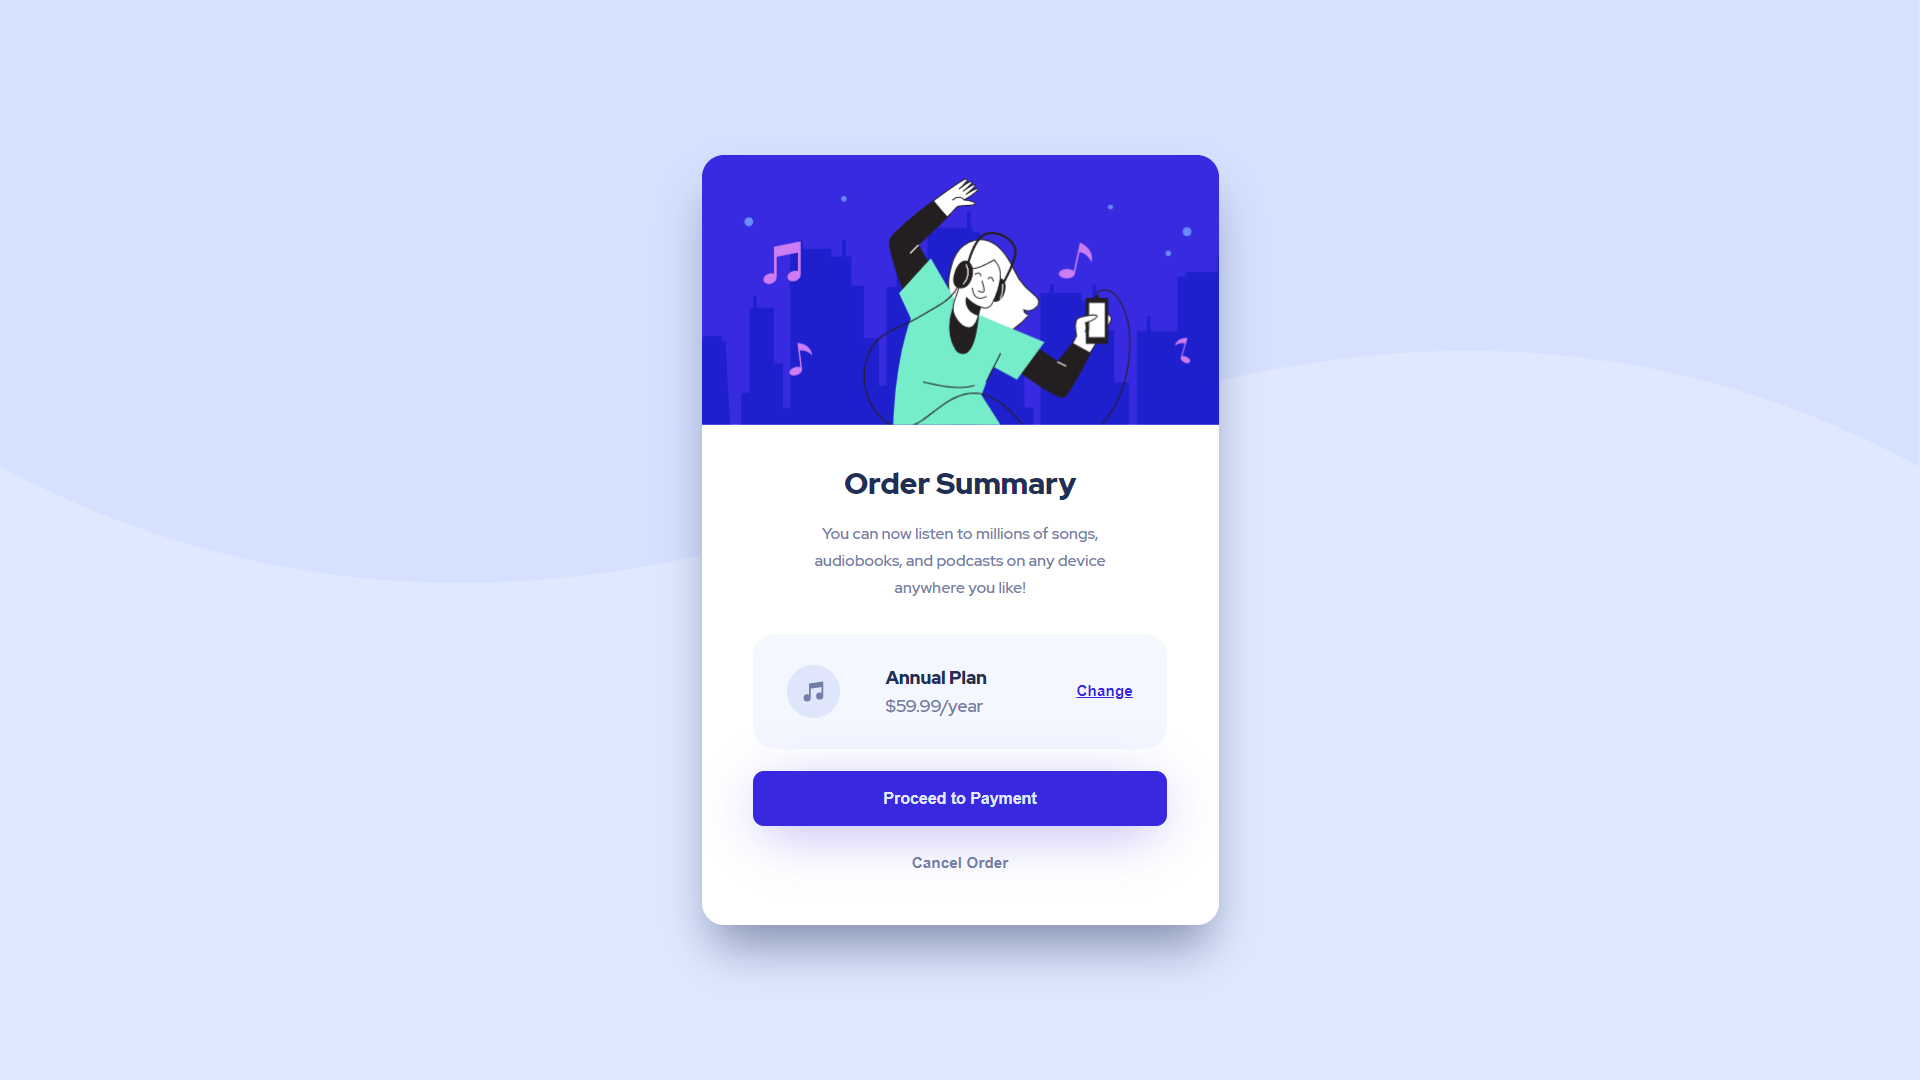 Order Summary
You can now listen to millions of songs,
audiobooks, and podcasts on any device
anywhere you like!
Annual Plan
$59.99/year
Change
Proceed to Payment
Cancel Order